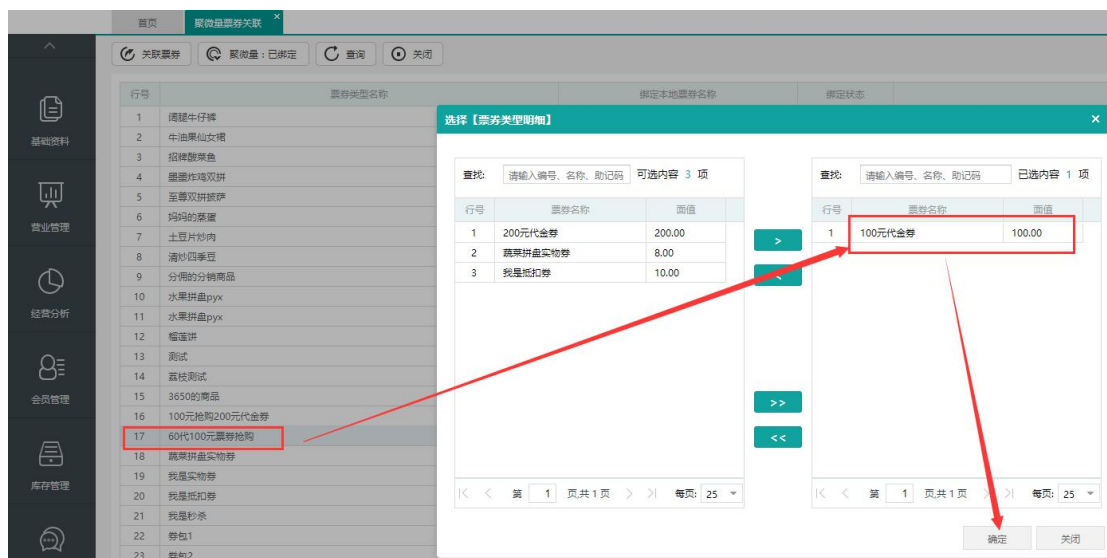 首页 聚微量票券关联 ×
关联票券 聚微量：已绑定 查询 关闭
基础资料
营业管理
经营分析
会员管理
库存管理
行号 票券类型名称 绑定本地票券名称 绑定状态
1 阔腿牛仔裤
2 牛油果仙女裙
3 招牌酸菜鱼
4 墨墨炸鸡双拼
5 至尊双拼披萨
6 妈妈的蒸蛋
7 土豆片炒肉
8 清炒四季豆
9 分佣的分销商品
10 水果拼盘pyx
11 水果拼盘pyx
12 榴莲饼
13 测试
14 荔枝测试
15 3650的商品
16 100元抢购200元代金券
17 60代100元票券抢购
18 蔬菜拼盘实物券
19 我是实物券
20 我是抵扣券
21 我是秒杀
22 券包1
23 券包2
选择【票券类型明细】 ×
查找: 请输入编号、名称、助记码 可选内容 3 项
行号 票券名称 面值
1 200元代金券 200.00
2 蔬菜拼盘实物券 8.00
3 我是抵扣券 10.00
第 1 页,共1页 每页: 25
>
<
>>
<<
查找: 请输入编号、名称、助记码 已选内容 1 项
行号 票券名称 面值
1 100元代金券 100.00
第 1 页,共1页 每页: 25
确定 关闭